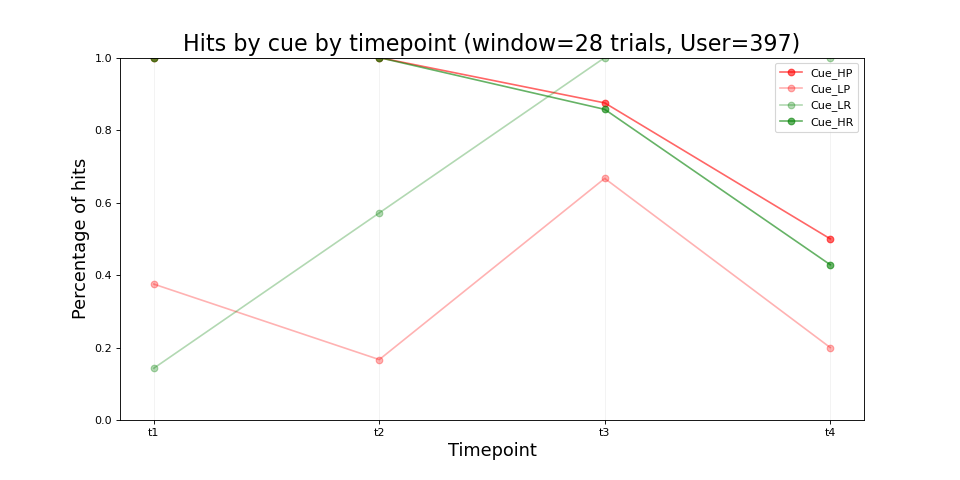 Hits by cue by timepoint (window=28 trials, User=397)
Cue_HP
Cue_LP
Cue_LR
Cue_HR
Percentage of hits
1.0
0.8
0.6
0.4
0.2
0.0
t1 t2 t3 t4
Timepoint